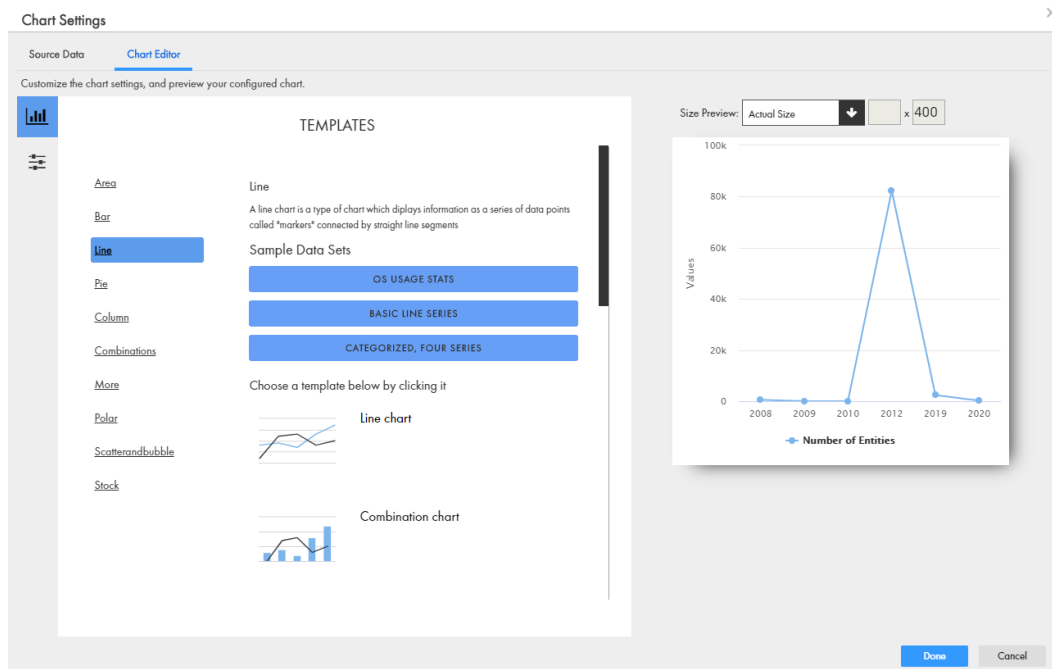 Chart Settings
Source Data
Chart Editor
Customize the chart settings, and preview your configured chart.
TEMPLATES
Area
Bar
Line
Pie
Column
Combinations
More
Polar
Scatterandbubble
Stock
Line
A line chart is a type of chart which diplays information as a series of data points
called "markers" connected by straight line segments
Sample Data Sets
OS USAGE STATS
BASIC LINE SERIES
CATEGORIZED, FOUR SERIES
Choose a template below by clicking it
Line chart
Combination chart
Size Preview: Actual Size x 400
100k
80k
60k
40k
20k
0
Values
2008 2009 2010 2012 2019 2020
Number of Entities
Done Cancel